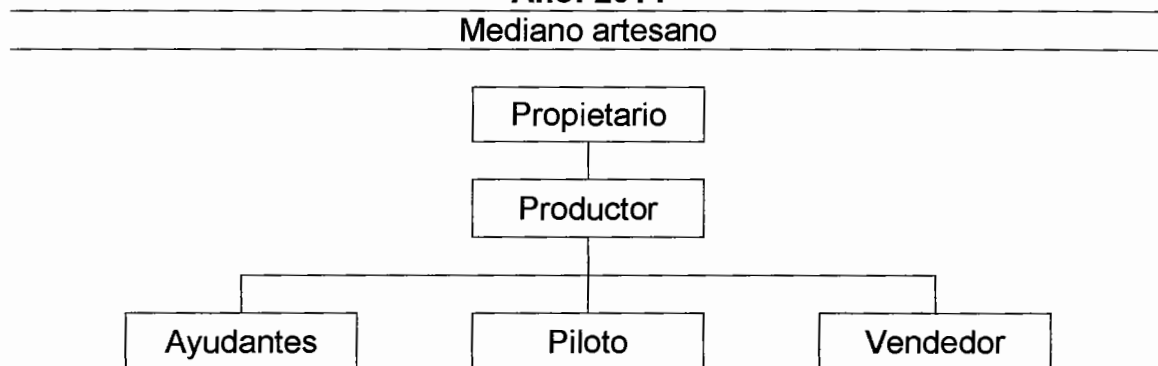 Mediano artesano
Propietario
Productor
Ayudantes Piloto Vendedor